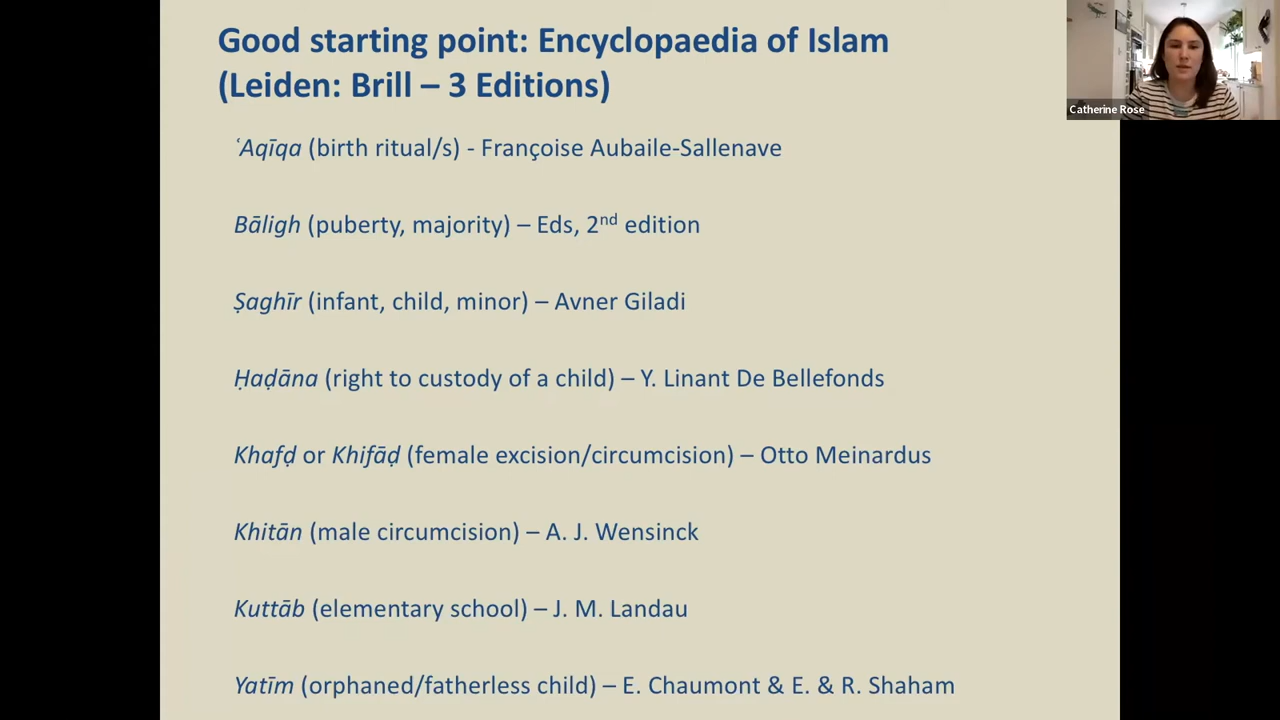 Good starting point: Encyclopaedia of Islam
(Leiden: Brill – 3 Editions)
Catherine Rose
ʿAqīqa (birth ritual/s) - Françoise Aubaile-Sallenave
Bāligh (puberty, majority) – Eds, 2nd edition
Ṣaghīr (infant, child, minor) – Avner Giladi
Ḥaḍāna (right to custody of a child) – Y. Linant De Bellefonds
Khafḍ or Khifāḍ (female excision/circumcision) – Otto Meinardus
Khitān (male circumcision) – A. J. Wensinck
Kuttāb (elementary school) – J. M. Landau
Yatīm (orphaned/fatherless child) – E. Chaumont & E. & R. Shaham